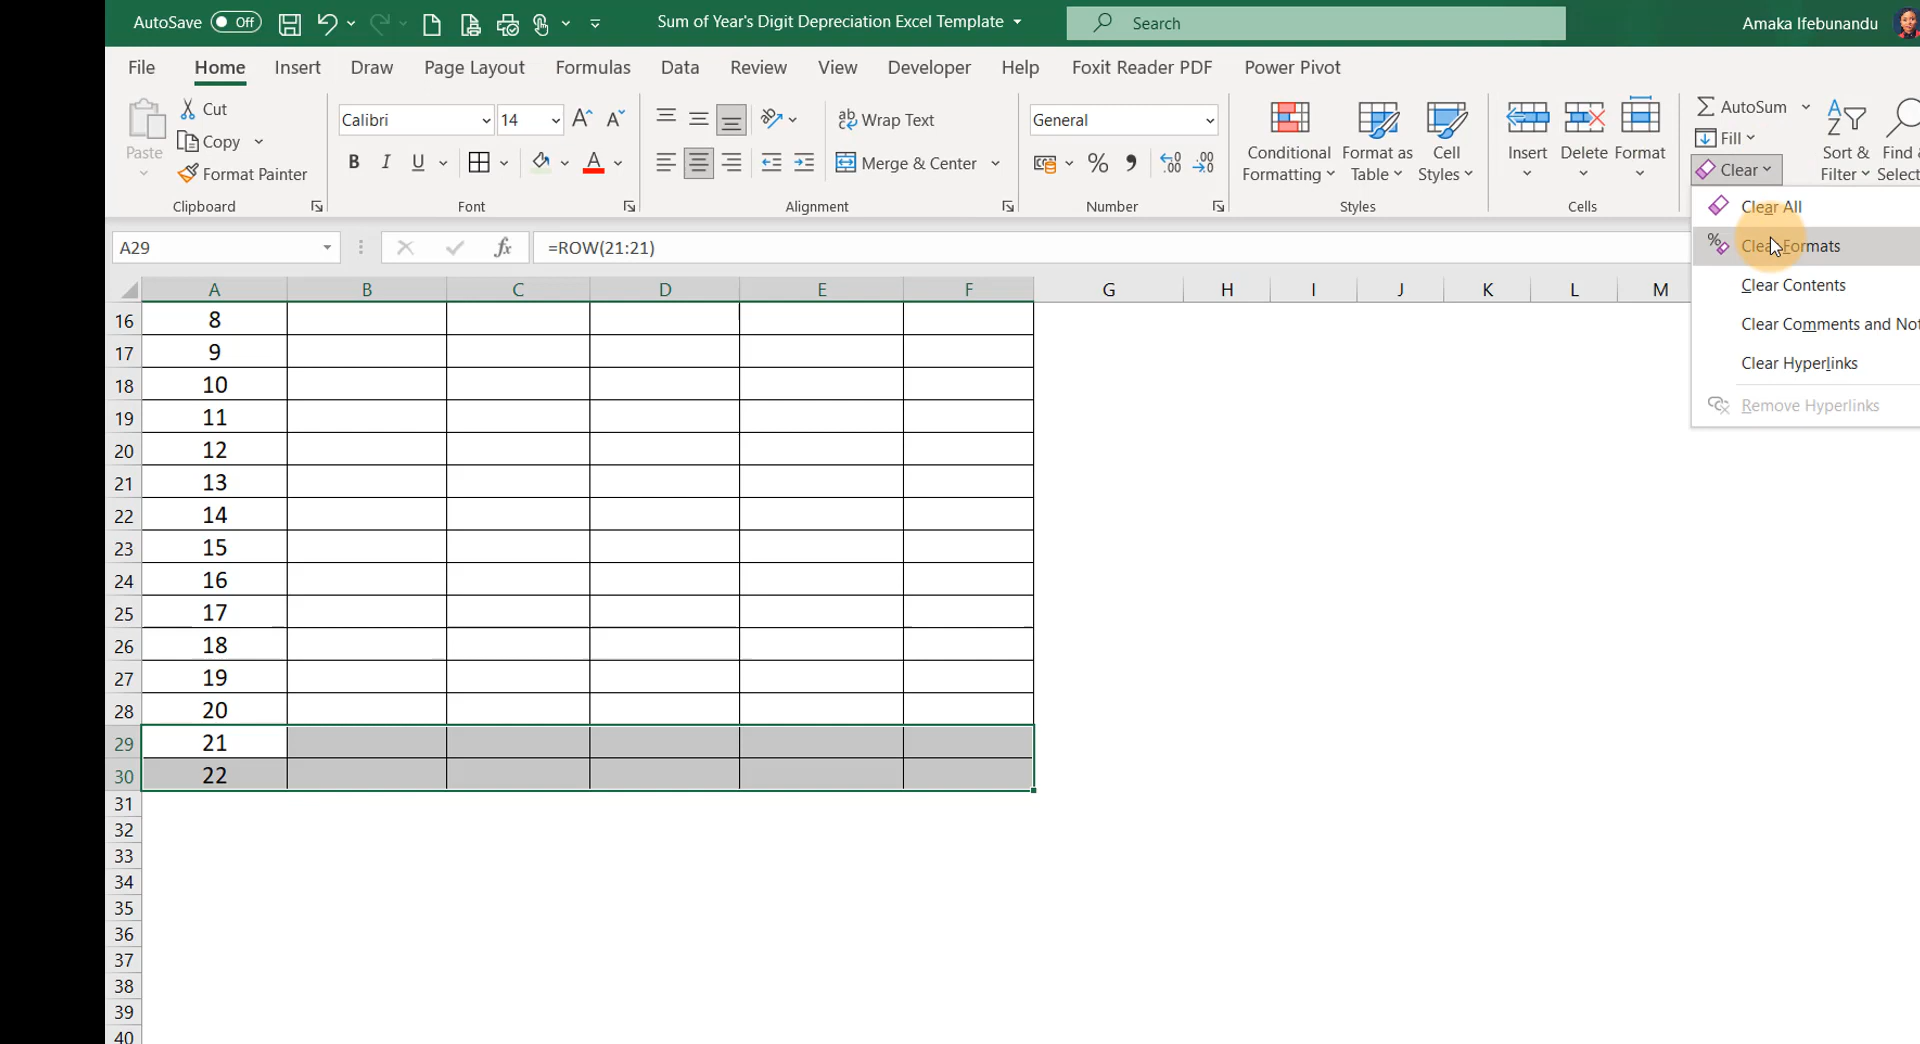 AutoSave Off Sum of Year's Digit Depreciation Excel Template Search Amaka Ifebunandu
File Home Insert Draw Page Layout Formulas Data Review View Developer Help Foxit Reader PDF Power Pivot
Paste
Cut
Copy
Format Painter
Clipboard
Calibri 14
B I U A
Font
ab Wrap Text
Merge & Center
Alignment
General
% 9
Number
Conditional Formatting
Format as Table
Cell Styles
Styles
Insert Delete Format
Cells
AutoSum
Fill
Clear
Sort & Filter
Find & Select
Clear All
Clear Formats
Clear Contents
Clear Comments and Not
Clear Hyperlinks
Remove Hyperlinks
A29 fx =ROW(21:21)
A B C D E F G H I J K L M
16 8
17 9
18 10
19 11
20 12
21 13
22 14
23 15
24 16
25 17
26 18
27 19
28 20
29 21
30 22
31
32
33
34
35
36
37
38
39
40